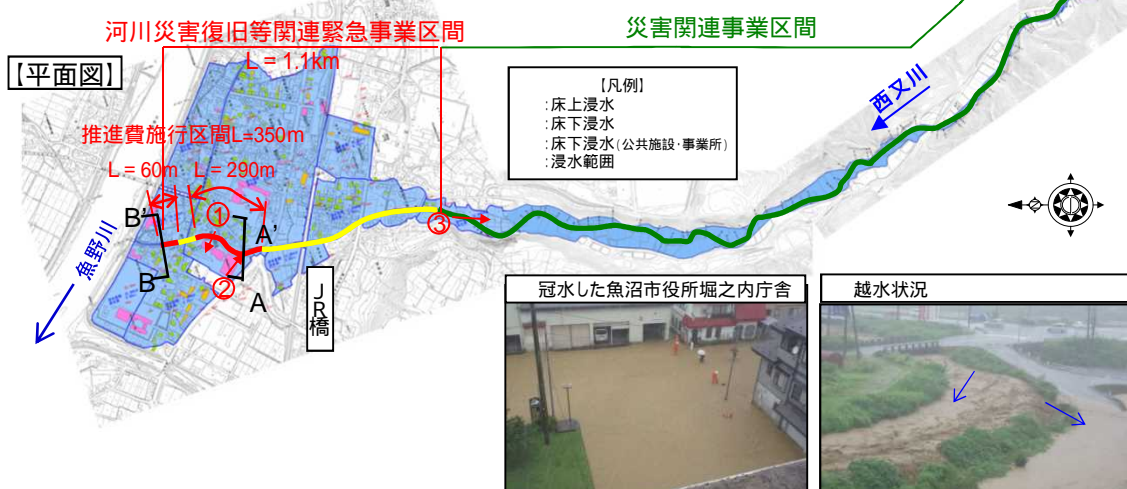 河川災害復旧等関連緊急事業区間
L = 1.1km
災害関連事業区間
【平面図】
【凡例】
:床上浸水
:床下浸水
:床下浸水(公共施設・事業所)
:浸水範囲
西又川
推進費施行区間L=350m
L = 60m
L = 290m
B'
①
A'
③
魚野川
B
②
A
JR橋
冠水した魚沼市役所堀之内庁舎
越水状況